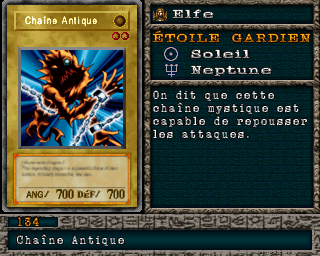 Chaîne Antique
ANG/ 700 DÉF/ 700
Elfe
ÉTOILE GARDIEN
Soleil
Neptune
On dit que cette
chaîne mystique est
capable de repousser
les attaques.
134
Chaîne Antique